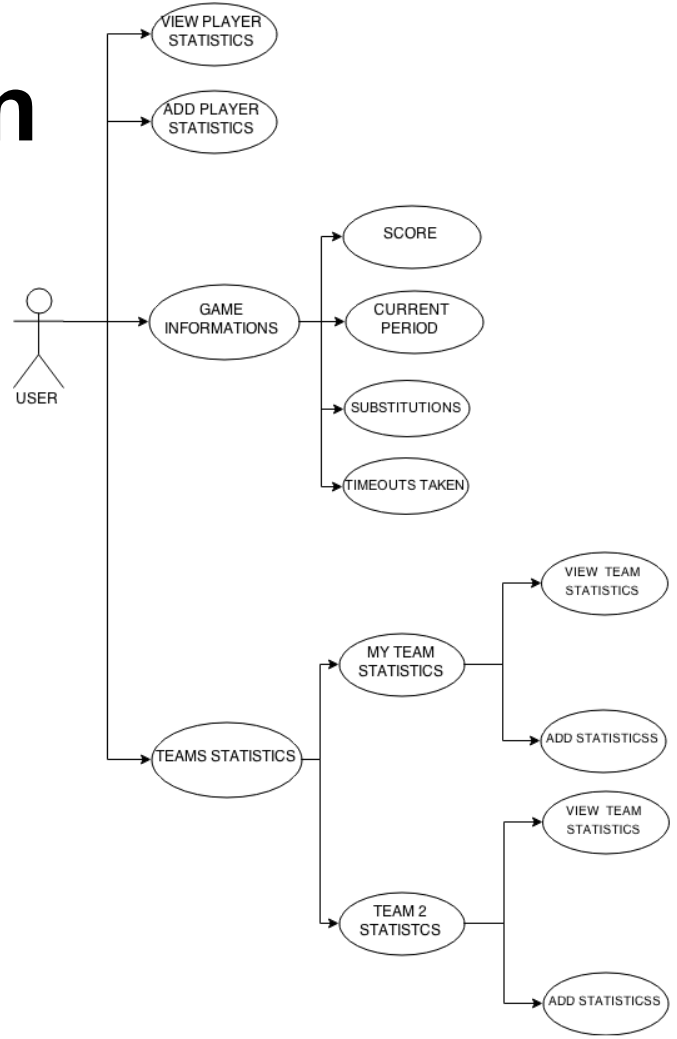 VIEW PLAYER
STATISTICS
n
ADD PLAYER
STATISTICS
SCORE
GAME
INFORMATIONS
CURRENT
PERIOD
USER
SUBSTITUTIONS
TIMEOUTS TAKEN
VIEW TEAM
STATISTICS
MY TEAM
STATISTICS
ADD STATISTICSS
TEAMS STATISTICS
VIEW TEAM
STATISTICS
TEAM 2
STATISTCS
ADD STATISTICSS